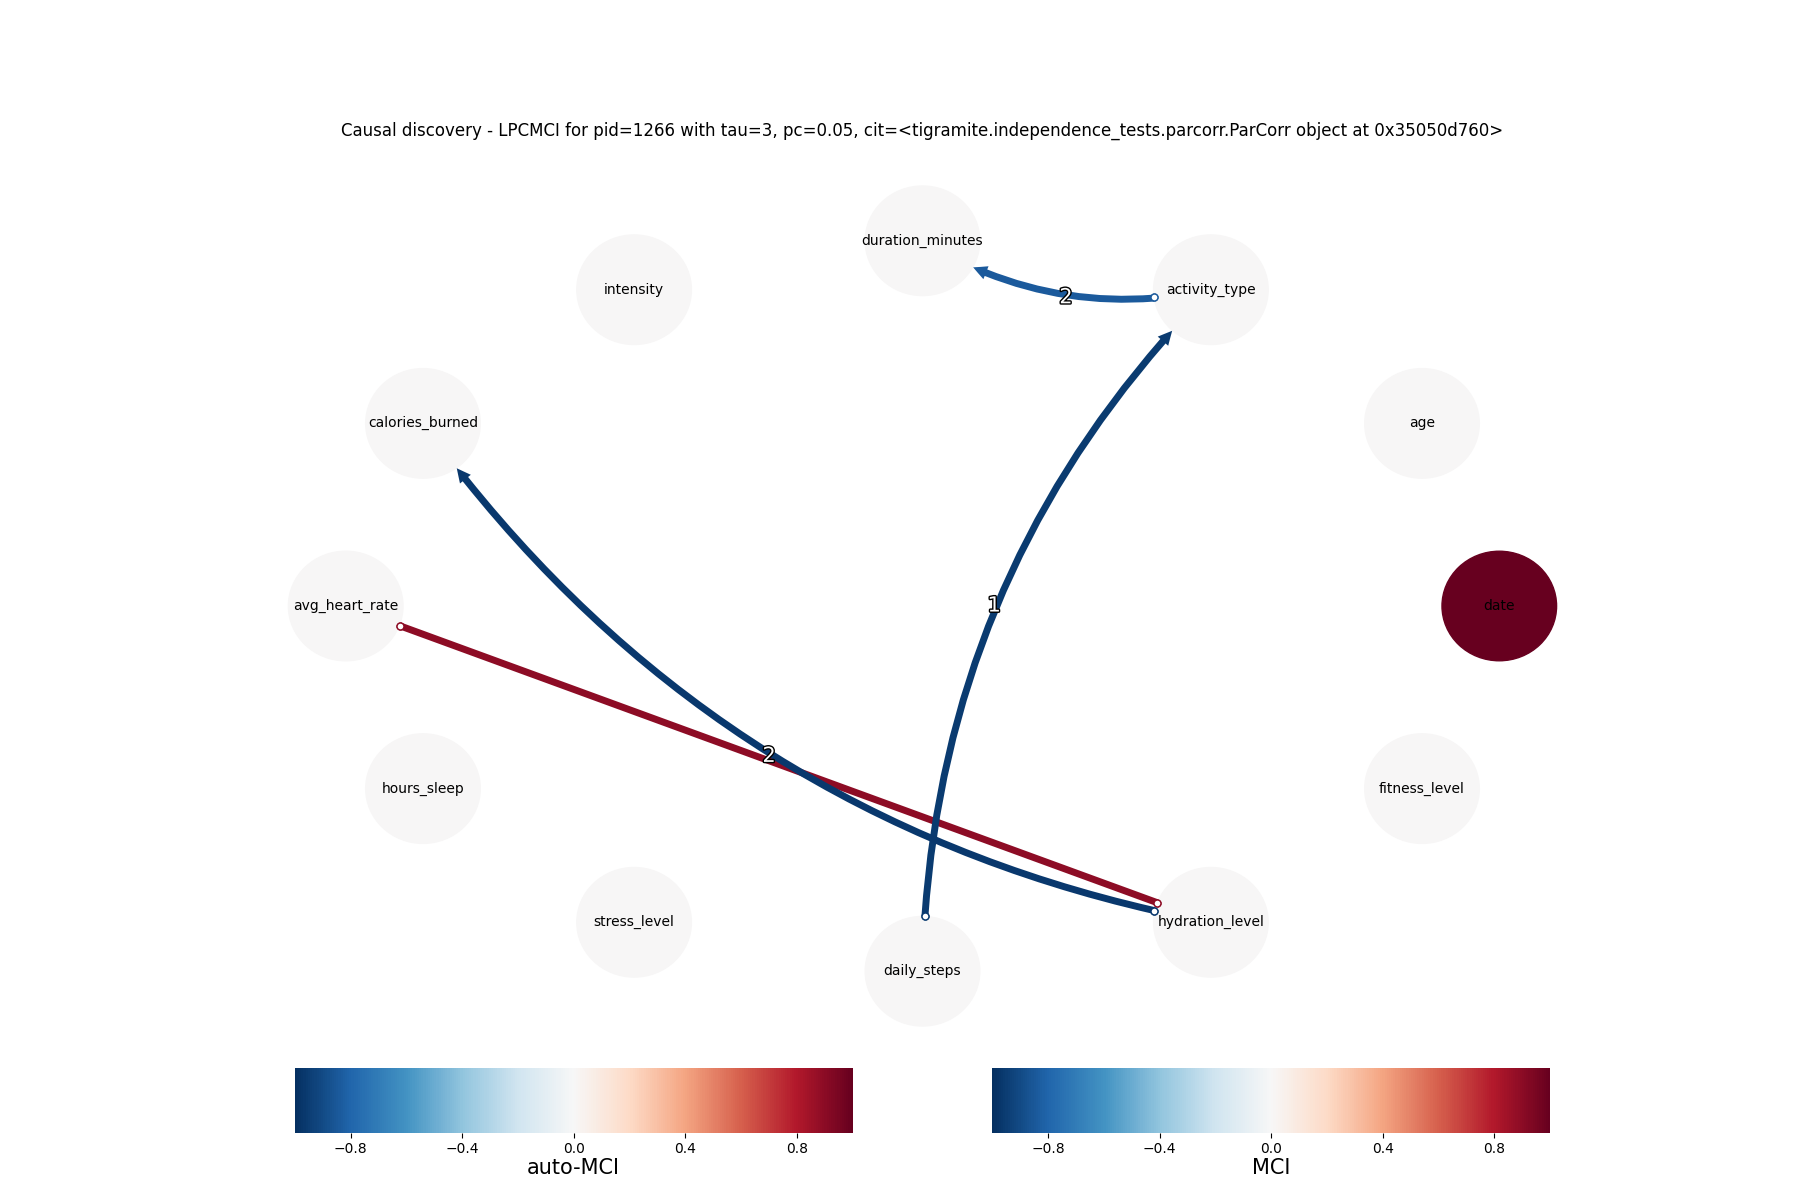 Causal discovery - LPCMCI for pid=1266 with tau=3, pc=0.05, cit=<tigramite.independence_tests.parcorr.ParCorr object at 0x35050d760>
duration_minutes
intensity
activity_type
2
calories_burned
age
avg_heart_rate
1
date
2
hours_sleep
fitness_level
stress_level
hydration_level
daily_steps
−0.8 −0.4 0.0 0.4 0.8
auto-MCI
−0.8 −0.4 0.0 0.4 0.8
MCI